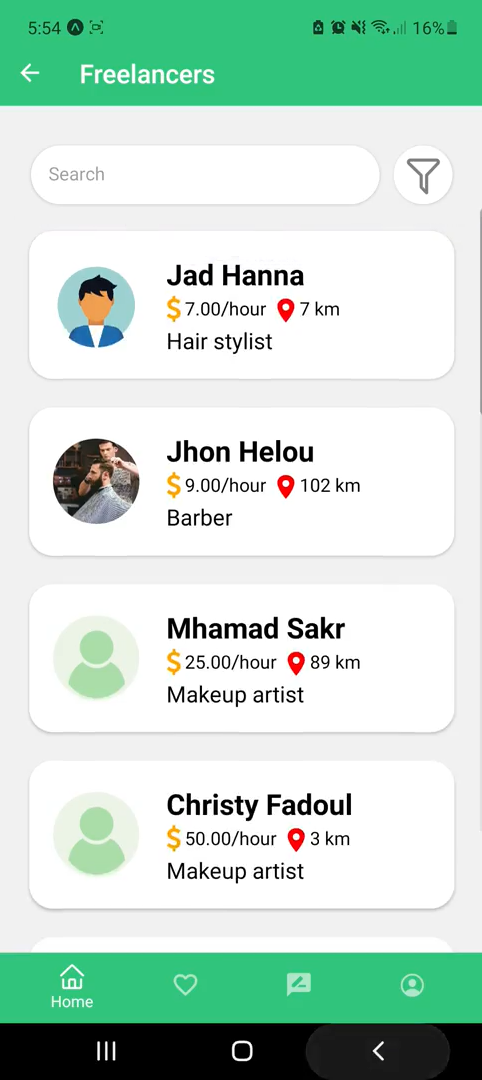 5:54 16%
Freelancers
Search
Jad Hanna
$ 7.00/hour 7 km
Hair stylist
Jhon Helou
$ 9.00/hour 102 km
Barber
Mhamad Sakr
$ 25.00/hour 89 km
Makeup artist
Christy Fadoul
$ 50.00/hour 3 km
Makeup artist
Home